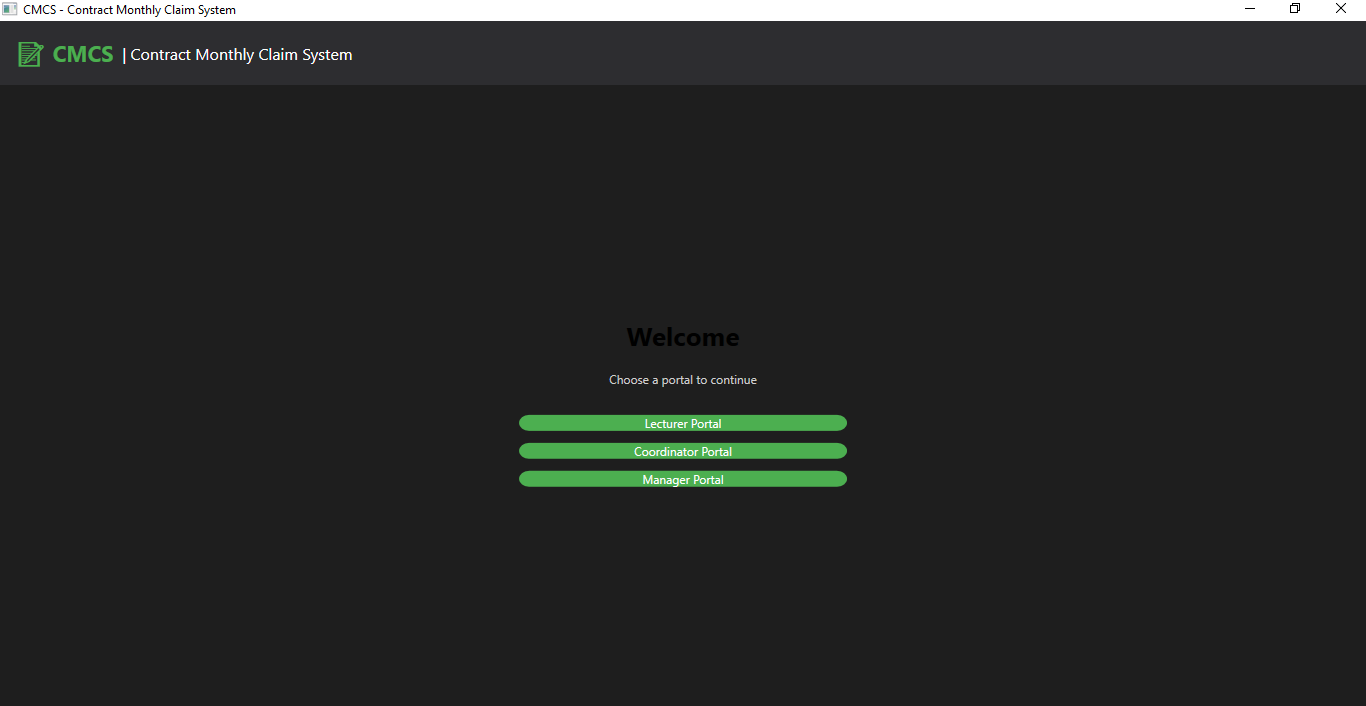 CMCS - Contract Monthly Claim System
CMCS | Contract Monthly Claim System
Welcome
Choose a portal to continue
Lecturer Portal
Coordinator Portal
Manager Portal